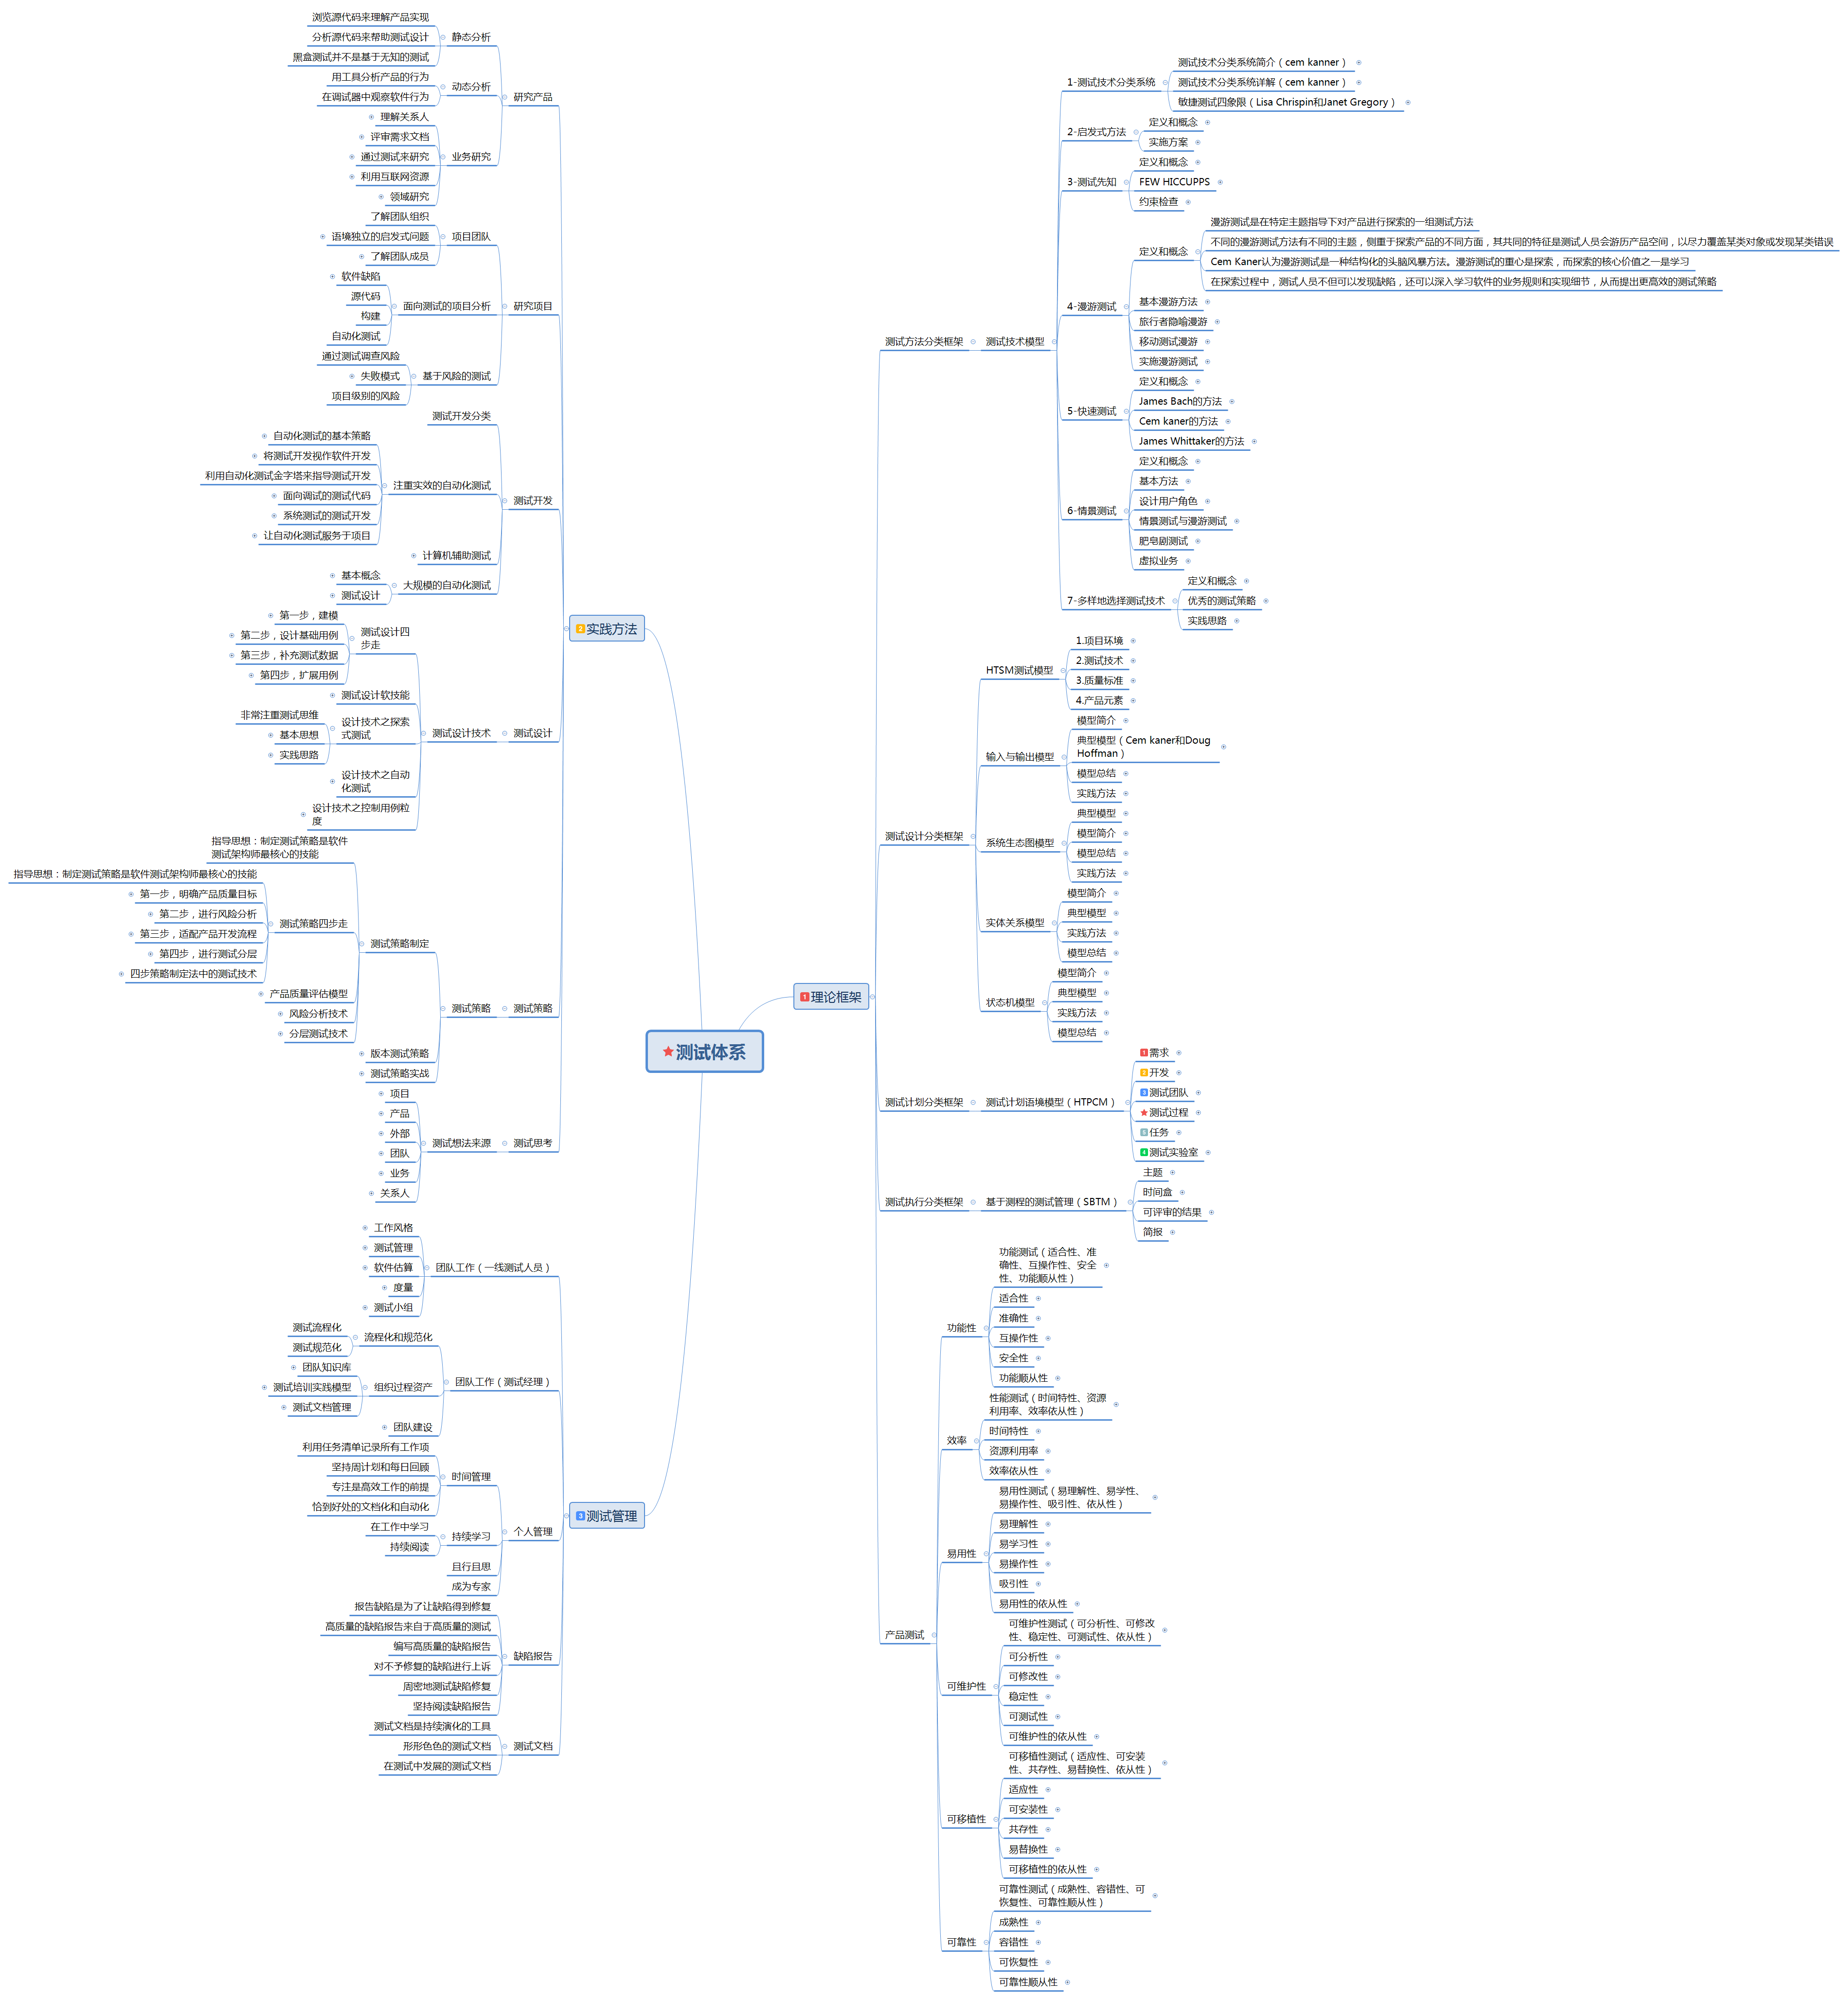 测试体系
1 理论框架
测试方法分类框架
测试技术模型
1-测试技术分类系统
测试技术分类系统简介（cem kanner）
测试技术分类系统详解（cem kanner）
敏捷测试四象限（Lisa Chrispin和Janet Gregory）
2-启发式方法
定义和概念
实施方案
3-测试先知
定义和概念
FEW HICCUPPS
约束检查
4-漫游测试
定义和概念
漫游测试是在特定主题指导下对产品进行探索的一组测试方法
不同的漫游测试方法有不同的主题，侧重于探索产品的不同方面，其共同的特征是测试人员会游历产品空间，以尽力覆盖某类对象或发现某类错误
Cem Kaner认为漫游测试是一种结构化的头脑风暴方法。漫游测试的重心是探索，而探索的核心价值之一是学习
在探索过程中，测试人员不但可以发现缺陷，还可以深入学习软件的业务规则和实现细节，从而提出更高效的测试策略
基本漫游方法
旅行者隐喻漫游
移动测试漫游
实施漫游测试
5-快速测试
定义和概念
James Bach的方法
Cem kaner的方法
James Whittaker的方法
6-情景测试
定义和概念
基本方法
设计用户角色
情景测试与漫游测试
肥皂剧测试
虚拟业务
7-多样地选择测试技术
定义和概念
优秀的测试策略
实践思路
测试设计分类框架
HTSM测试模型
1.项目环境
2.测试技术
3.质量标准
4.产品元素
输入与输出模型
模型简介
典型模型（Cem kaner和Doug
Hoffman）
模型总结
实践方法
系统生态图模型
典型模型
模型简介
模型总结
实践方法
实体关系模型
模型简介
典型模型
实践方法
模型总结
状态机模型
模型简介
典型模型
实践方法
模型总结
测试计划分类框架
测试计划语境模型（HTPCM）
1 需求
2 开发
3 测试团队
测试过程
5 任务
4 测试实验室
测试执行分类框架
基于测程的测试管理（SBTM）
主题
时间盒
可评审的结果
简报
产品测试
功能性
功能测试（适合性、准
确性、互操作性、安全
性、功能顺从性）
适合性
准确性
互操作性
安全性
功能顺从性
效率
性能测试（时间特性、资源
利用率、效率依从性）
时间特性
资源利用率
效率依从性
易用性
易用性测试（易理解性、易学性、
易操作性、吸引性、依从性）
易理解性
易学习性
易操作性
吸引性
易用性的依从性
可维护性
可维护性测试（可分析性、可修改
性、稳定性、可测试性、依从性）
可分析性
可修改性
稳定性
可测试性
可维护性的依从性
可移植性
可移植性测试（适应性、可安装
性、共存性、易替换性、依从性）
适应性
可安装性
共存性
易替换性
可移植性的依从性
可靠性
可靠性测试（成熟性、容错性、可
恢复性、可靠性顺从性）
成熟性
容错性
可恢复性
可靠性顺从性
2 实践方法
研究产品
静态分析
浏览源代码来理解产品实现
分析源代码来帮助测试设计
黑盒测试并不是基于无知的测试
动态分析
用工具分析产品的行为
在调试器中观察软件行为
业务研究
理解关系人
评审需求文档
通过测试来研究
利用互联网资源
领域研究
研究项目
项目团队
了解团队组织
语境独立的启发式问题
了解团队成员
面向测试的项目分析
软件缺陷
源代码
构建
自动化测试
基于风险的测试
通过测试调查风险
失败模式
项目级别的风险
测试开发
测试开发分类
注重实效的自动化测试
自动化测试的基本策略
将测试开发视作软件开发
利用自动化测试金字塔来指导测试开发
面向调试的测试代码
系统测试的测试开发
让自动化测试服务于项目
计算机辅助测试
大规模的自动化测试
基本概念
测试设计
测试设计
测试设计技术
测试设计四
步走
第一步，建模
第二步，设计基础用例
第三步，补充测试数据
第四步，扩展用例
测试设计软技能
设计技术之探索
式测试
非常注重测试思维
基本思想
实践思路
设计技术之自动
化测试
设计技术之控制用例粒
度
测试策略
测试策略
测试策略制定
指导思想：制定测试策略是软件
测试架构师最核心的技能
测试策略四步走
指导思想：制定测试策略是软件测试架构师最核心的技能
第一步，明确产品质量目标
第二步，进行风险分析
第三步，适配产品开发流程
第四步，进行测试分层
四步策略制定法中的测试技术
产品质量评估模型
风险分析技术
分层测试技术
版本测试策略
测试策略实战
测试思考
测试想法来源
项目
产品
外部
团队
业务
关系人
3 测试管理
团队工作（一线测试人员）
工作风格
测试管理
软件估算
度量
测试小组
团队工作（测试经理）
流程化和规范化
测试流程化
测试规范化
组织过程资产
团队知识库
测试培训实践模型
测试文档管理
团队建设
个人管理
时间管理
利用任务清单记录所有工作项
坚持周计划和每日回顾
专注是高效工作的前提
恰到好处的文档化和自动化
持续学习
在工作中学习
持续阅读
且行且思
成为专家
缺陷报告
报告缺陷是为了让缺陷得到修复
高质量的缺陷报告来自于高质量的测试
编写高质量的缺陷报告
对不予修复的缺陷进行上诉
周密地测试缺陷修复
坚持阅读缺陷报告
测试文档
测试文档是持续演化的工具
形形色色的测试文档
在测试中发展的测试文档